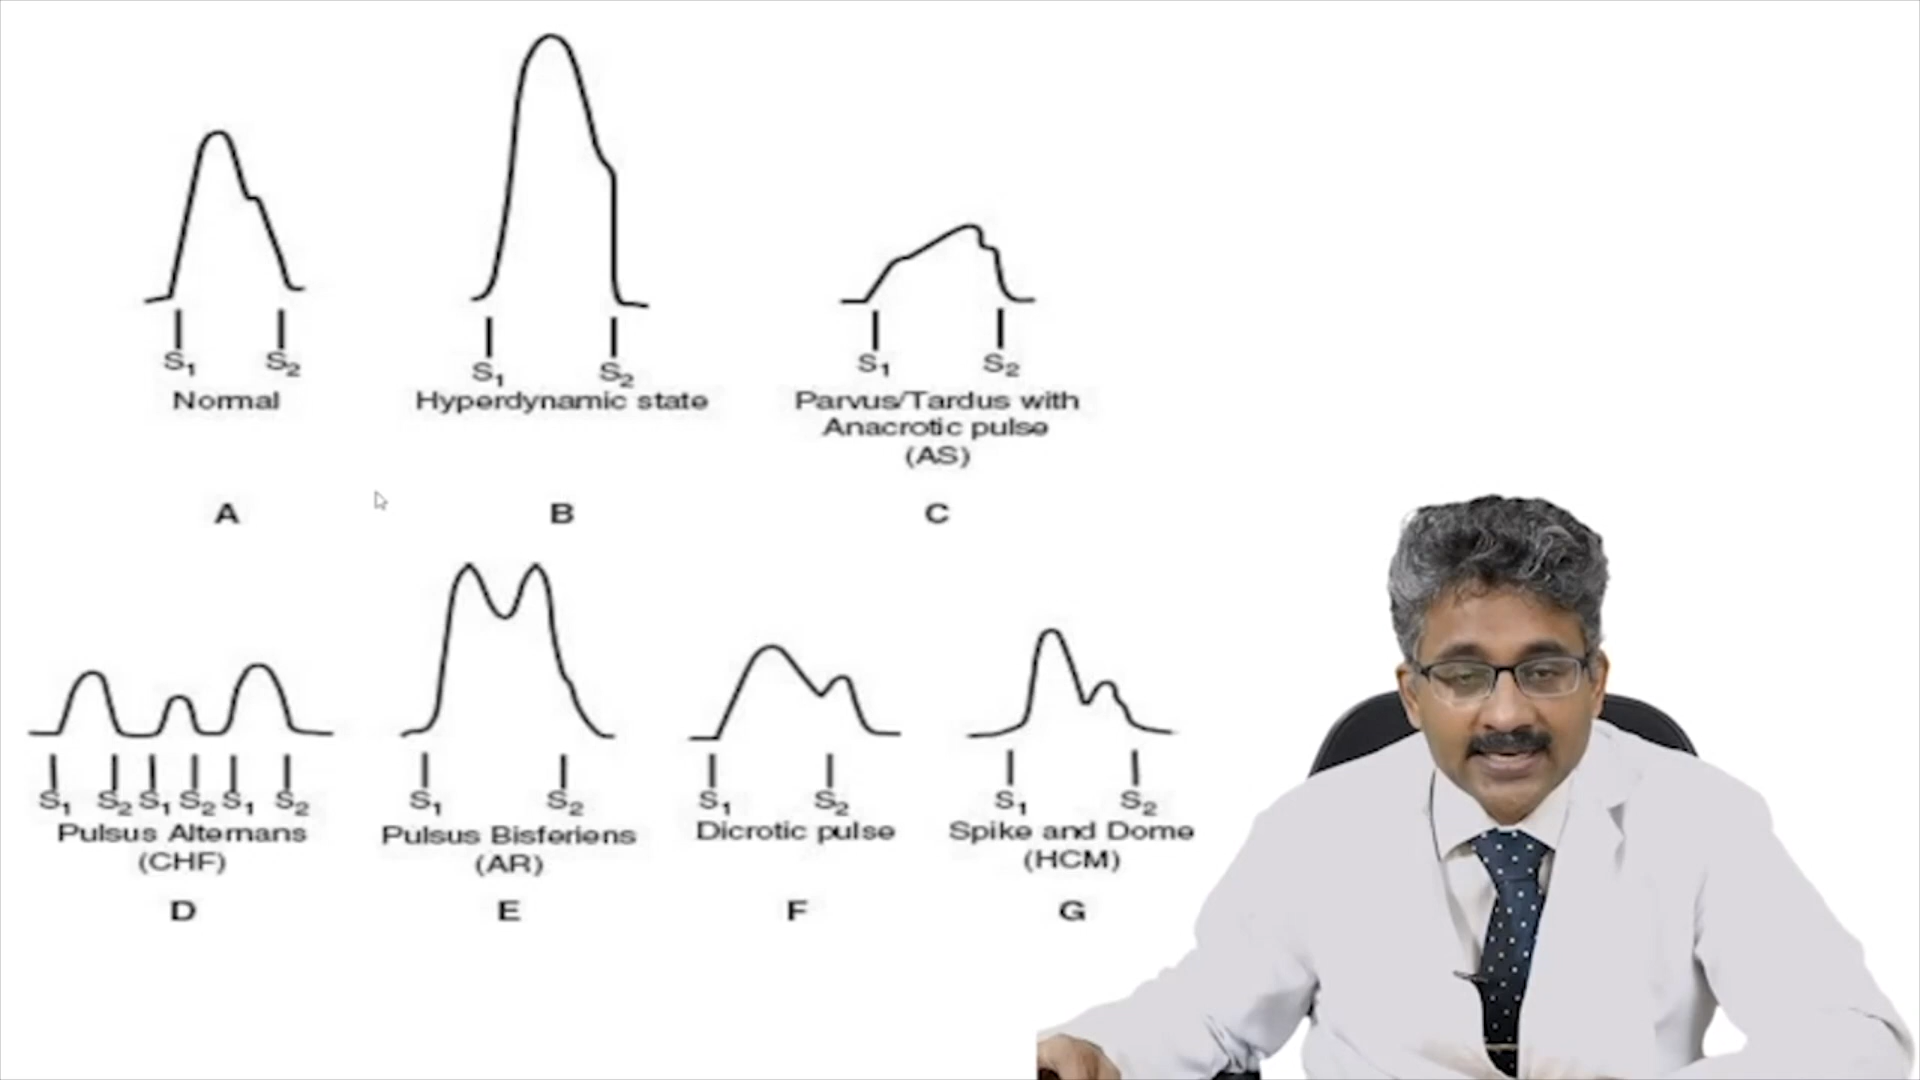 S1 S2
Normal
A
S1 S2
Hyperdynamic state
B
S1 S2
Parvus/Tardus with
Anacrotic pulse
(AS)
C
S1 S2 S1 S2 S1 S2
Pulsus Alternans
(CHF)
D
S1 S2
Pulsus Bisferiens
(AR)
E
S1 S2
Dicrotic pulse
F
S1 S2
Spike and Dome
(HCM)
G